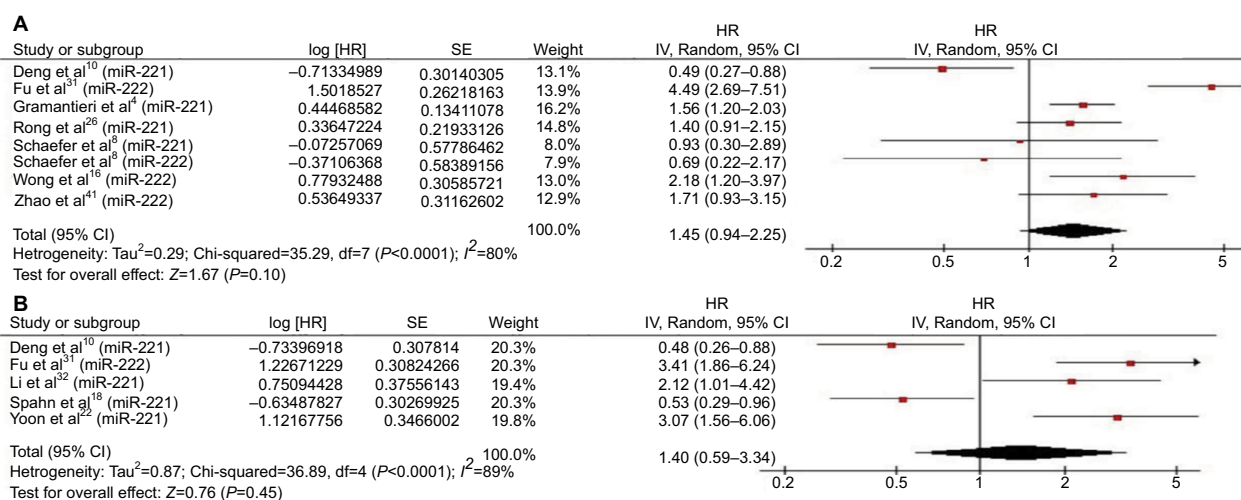 A
HR HR
Study or subgroup log [HR] SE Weight IV, Random, 95% CI IV, Random, 95% CI
Deng et al10 (miR-221) –0.71334989 0.30140305 13.1% 0.49 (0.27–0.88)
Fu et al31 (miR-222) 1.5018527 0.26218163 13.9% 4.49 (2.69–7.51)
Gramantieri et al4 (miR-221) 0.44468582 0.13411078 16.2% 1.56 (1.20–2.03)
Rong et al26 (miR-221) 0.33647224 0.21933126 14.8% 1.40 (0.91–2.15)
Schaefer et al8 (miR-221) –0.07257069 0.57786462 8.0% 0.93 (0.30–2.89)
Schaefer et al8 (miR-222) –0.37106368 0.58389156 7.9% 0.69 (0.22–2.17)
Wong et al16 (miR-222) 0.77932488 0.30585721 13.0% 2.18 (1.20–3.97)
Zhao et al41 (miR-222) 0.53649337 0.31162602 12.9% 1.71 (0.93–3.15)
Total (95% CI) 100.0% 1.45 (0.94–2.25)
Hetrogeneity: Tau2=0.29; Chi-squared=35.29, df=7 (P<0.0001); I2=80%
0.2 0.5 1 2 5
Test for overall effect: Z=1.67 (P=0.10)
B
HR HR
Study or subgroup log [HR] SE Weight IV, Random, 95% CI IV, Random, 95% CI
Deng et al10 (miR-221) –0.73396918 0.307814 20.3% 0.48 (0.26–0.88)
Fu et al31 (miR-222) 1.22671229 0.30824266 20.3% 3.41 (1.86–6.24)
Li et al32 (miR-221) 0.75094428 0.37556143 19.4% 2.12 (1.01–4.42)
Spahn et al18 (miR-221) –0.63487827 0.30269925 20.3% 0.53 (0.29–0.96)
Yoon et al22 (miR-221) 1.12167756 0.3466002 19.8% 3.07 (1.56–6.06)
Total (95% CI) 100.0% 1.40 (0.59–3.34)
Hetrogeneity: Tau2=0.87; Chi-squared=36.89, df=4 (P<0.0001); I2=89%
0.2 0.5 1 2 5
Test for overall effect: Z=0.76 (P=0.45)